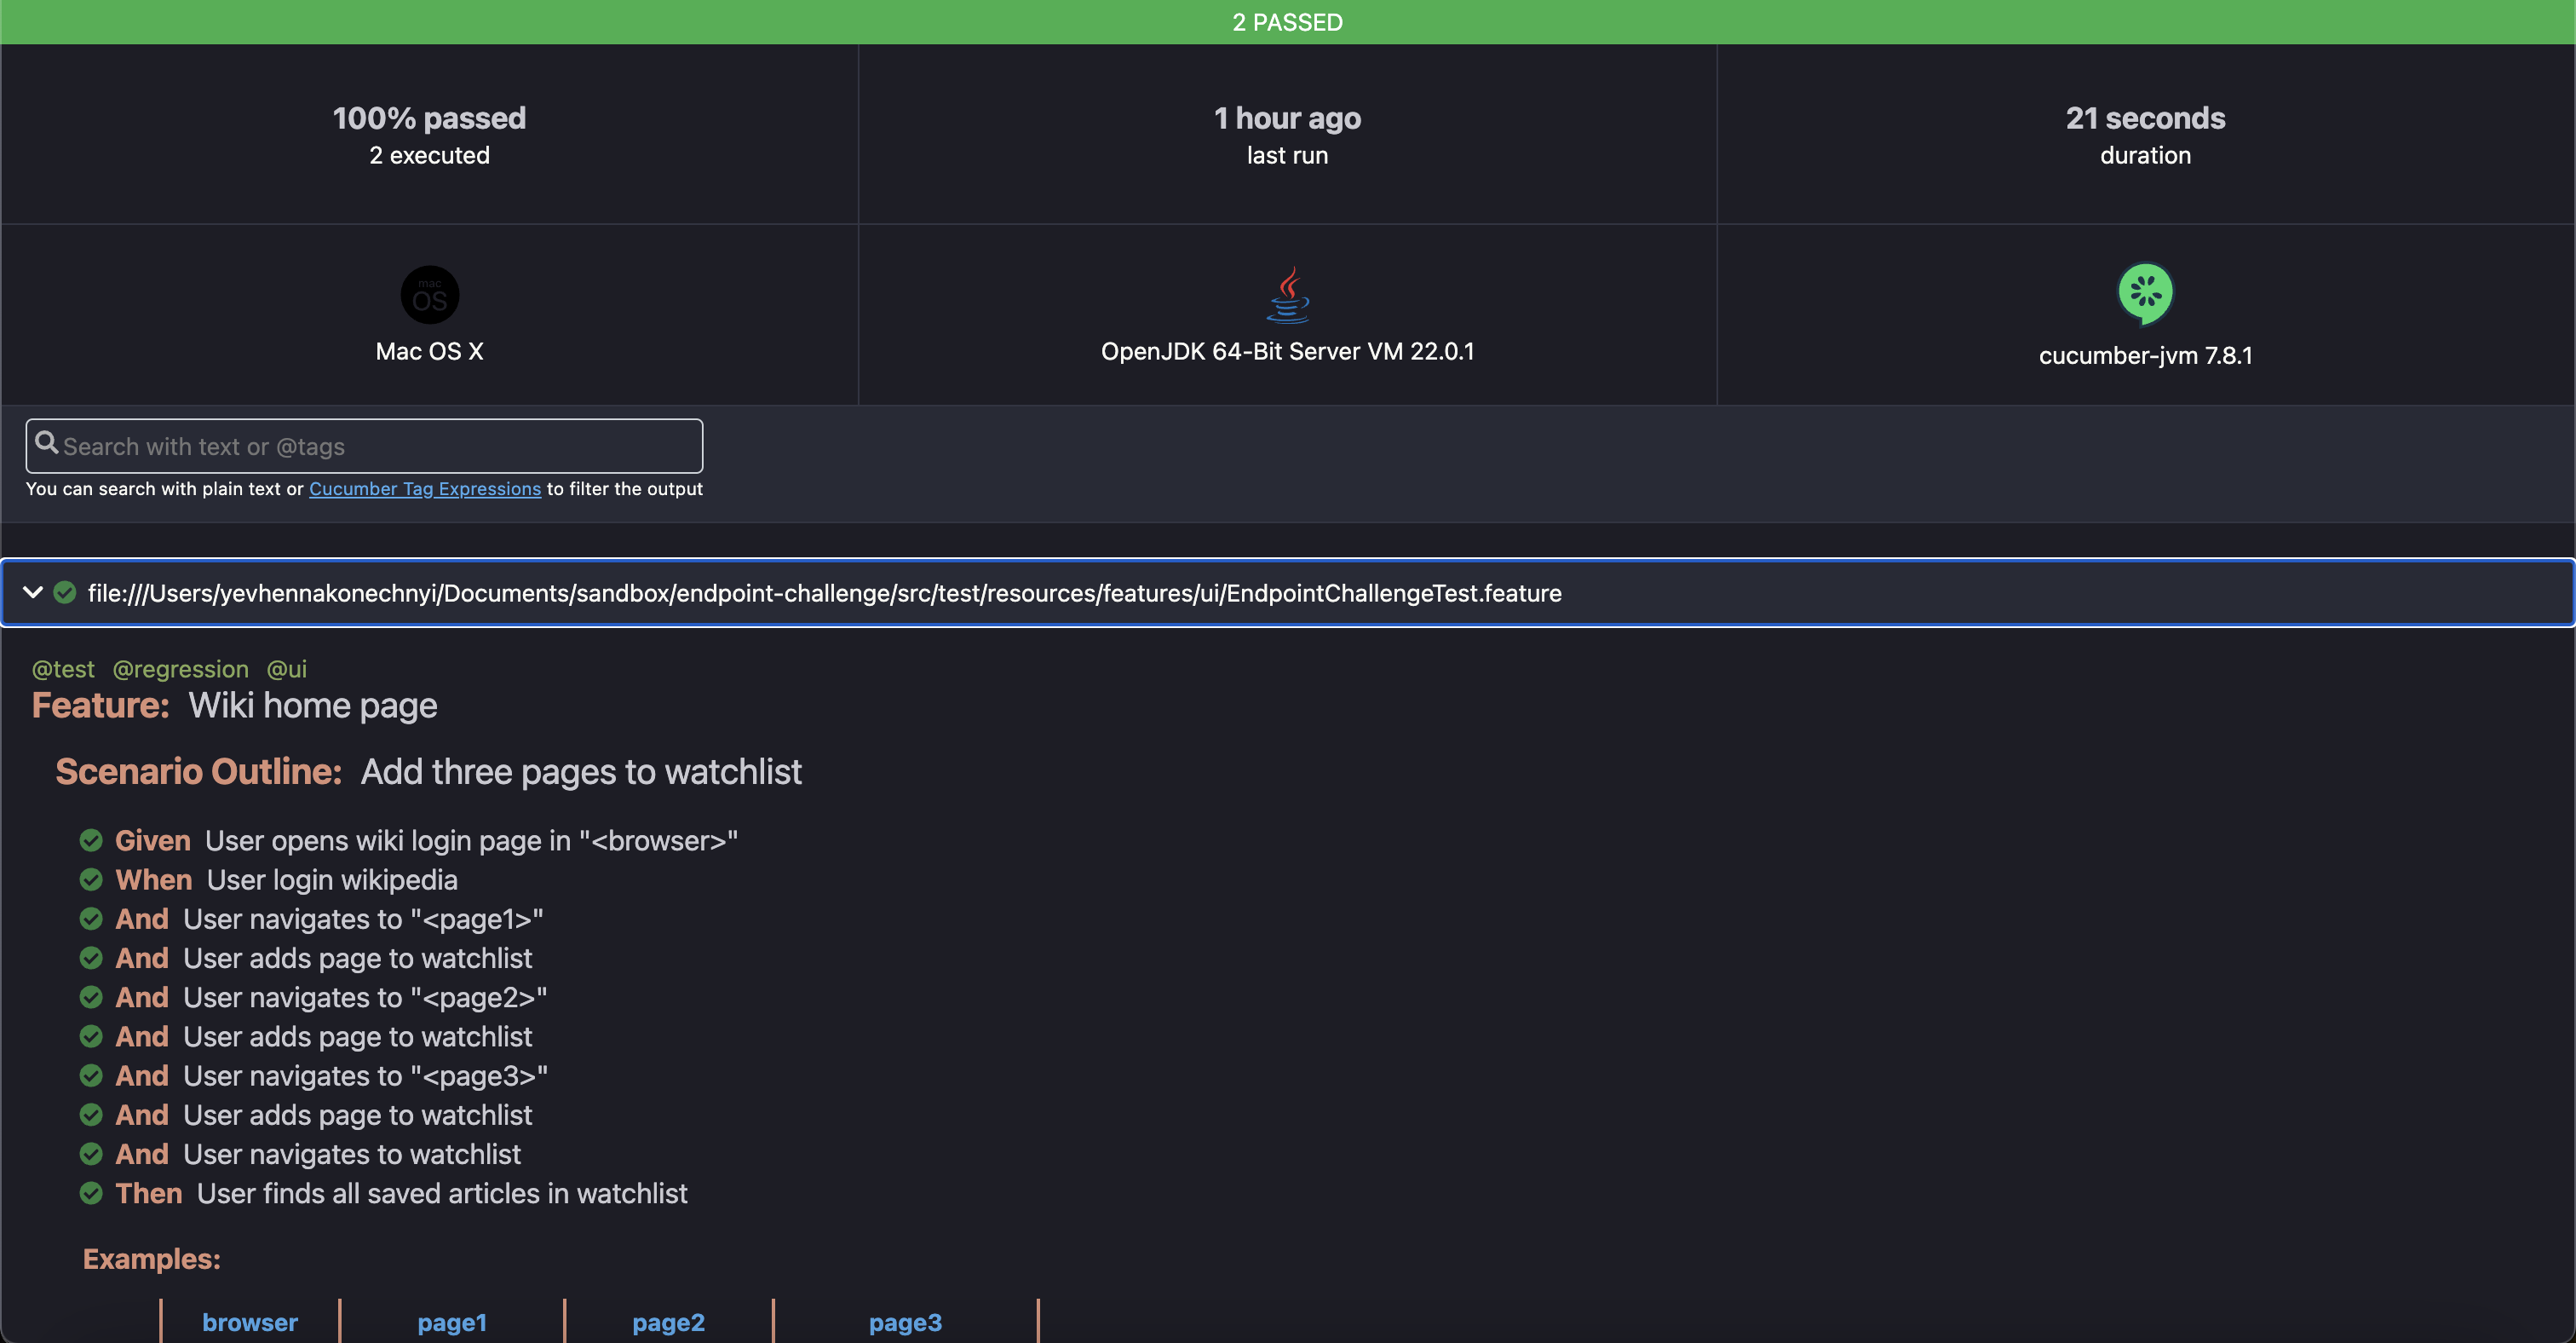 2 PASSED
100% passed
2 executed
1 hour ago
last run
21 seconds
duration
mac
OS
Mac OS X
OpenJDK 64-Bit Server VM 22.0.1
cucumber-jvm 7.8.1
Search with text or @tags
You can search with plain text or Cucumber Tag Expressions to filter the output
file:///Users/yevhennakonechnyi/Documents/sandbox/endpoint-challenge/src/test/resources/features/ui/EndpointChallengeTest.feature
@test @regression @ui
Feature: Wiki home page
Scenario Outline: Add three pages to watchlist
Given User opens wiki login page in "<browser>"
When User login wikipedia
And User navigates to "<page1>"
And User adds page to watchlist
And User navigates to "<page2>"
And User adds page to watchlist
And User navigates to "<page3>"
And User adds page to watchlist
And User navigates to watchlist
Then User finds all saved articles in watchlist
Examples:
browser page1 page2 page3